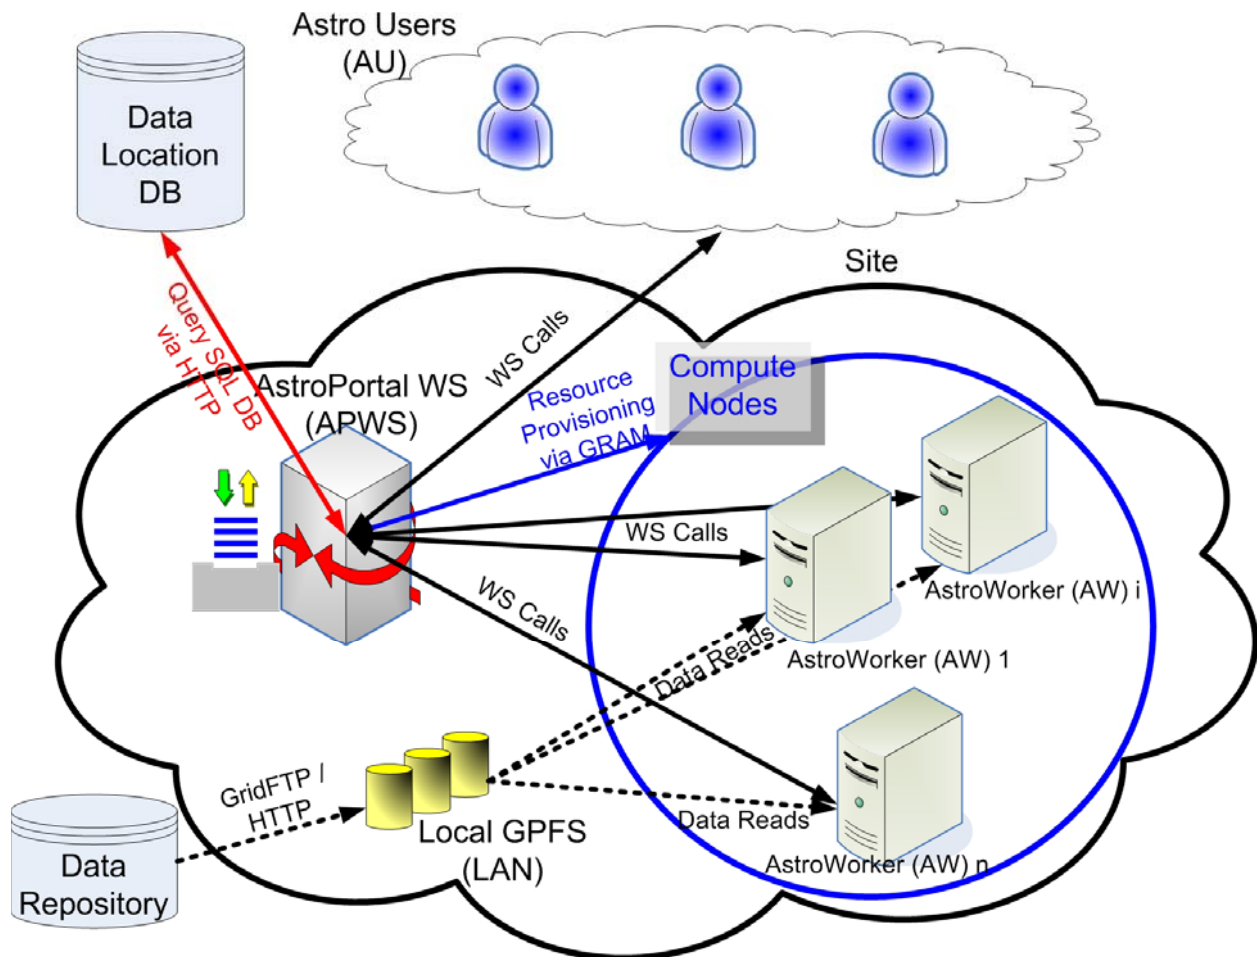 Astro Users
(AU)
Data
Location
DB
Site
Query SQL DB
via HTTP
WS Calls
AstroPortal WS
(APWS)
Resource
Provisioning
via GRAM
Compute
Nodes
WS Calls
AstroWorker (AW) i
WS Calls
Data Reads
AstroWorker (AW) 1
GridFTP /
HTTP
Local GPFS
(LAN)
Data Reads
AstroWorker (AW) n
Data
Repository